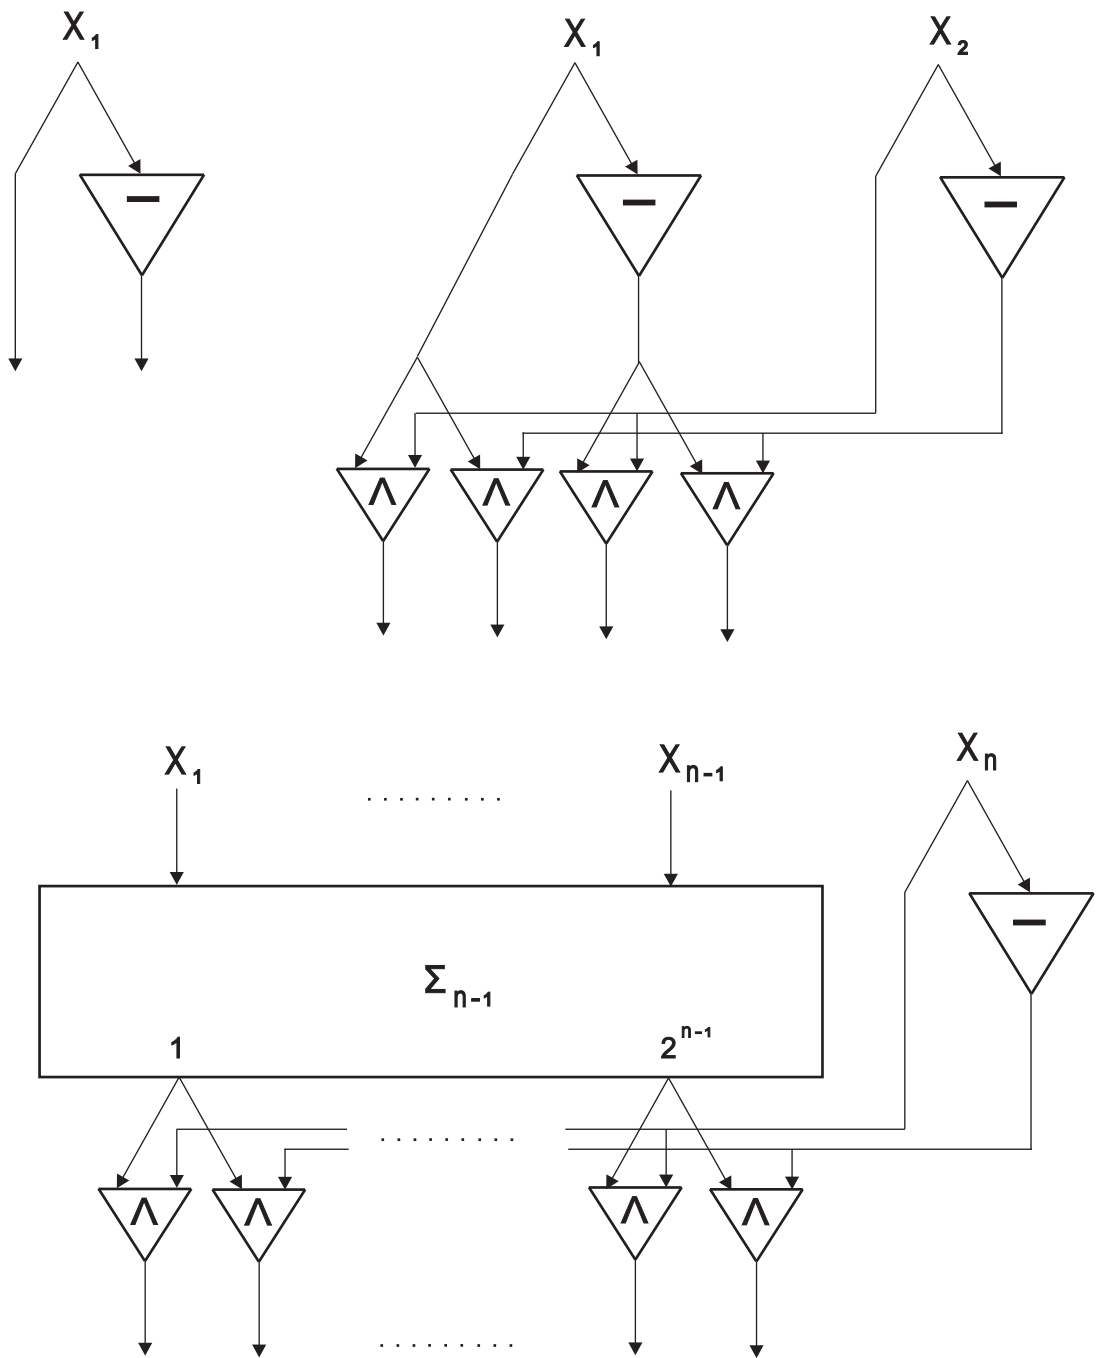 X₁
X₁ X₂
—
— —
∧ ∧ ∧ ∧
X₁ ......... Xₙ₋₁ Xₙ
—
Σₙ₋₁
1 2ⁿ⁻¹
.........
∧ ∧ ∧ ∧
.........